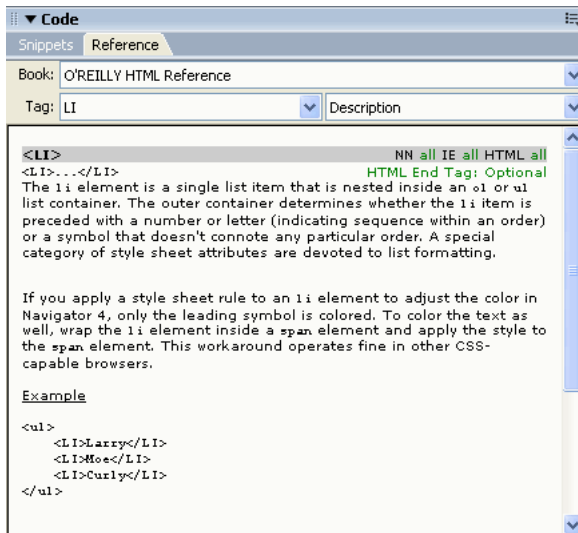 ▼ Code
Snippets Reference
Book: O'REILLY HTML Reference
Tag: LI Description
<LI> NN all IE all HTML all
<LI>...</LI> HTML End Tag: Optional
The li element is a single list item that is nested inside an ol or ul
list container. The outer container determines whether the li item is
preceded with a number or letter (indicating sequence within an order)
or a symbol that doesn't connote any particular order. A special
category of style sheet attributes are devoted to list formatting.
If you apply a style sheet rule to an li element to adjust the color in
Navigator 4, only the leading symbol is colored. To color the text as
well, wrap the li element inside a span element and apply the style to
the span element. This workaround operates fine in other CSS-
capable browsers.
Example
<ul>
    <LI>Larry</LI>
    <LI>Moe</LI>
    <LI>Curly</LI>
</ul>